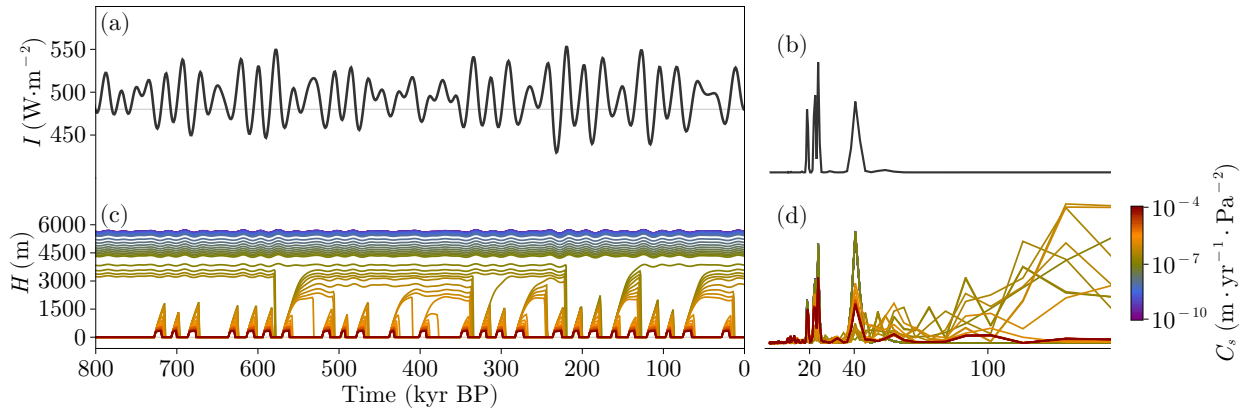 (a)
550
500
450
I (W·m⁻²)
(b)
(c)
6000
4500
3000
1500
0
H (m)
800 700 600 500 400 300 200 100 0
Time (kyr BP)
(d)
20 40 100
10⁻⁴
10⁻⁷
10⁻¹⁰
C_s (m · yr⁻¹ · Pa⁻²)